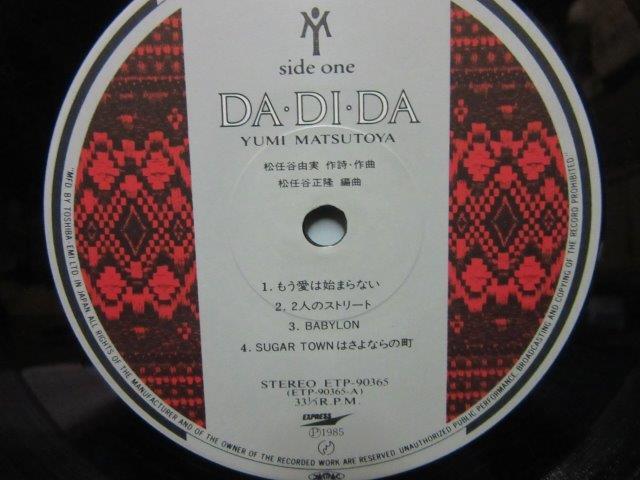 side one
DA·DI·DA
YUMI MATSUTOYA
松任谷由実 作詩・作曲
松任谷正隆 編曲
1. もう愛は始まらない
2. 2人のストリート
3. BABYLON
4. SUGAR TOWNはさよならの町
STEREO ETP-90365
(ETP-90365-A)
33⅓R.P.M.
EXPRESS
Ⓟ1985
"MFD BY TOSHIBA EMI LTD. IN JAPAN ALL RIGHTS OF THE MANUFACTURER AND OF THE OWNER OF THE RECORDED WORK ARE RESERVED. UNAUTHORIZED PUBLIC PERFORMANCE, BROADCASTING AND COPYING OF THE RECORD PROHIBITED."